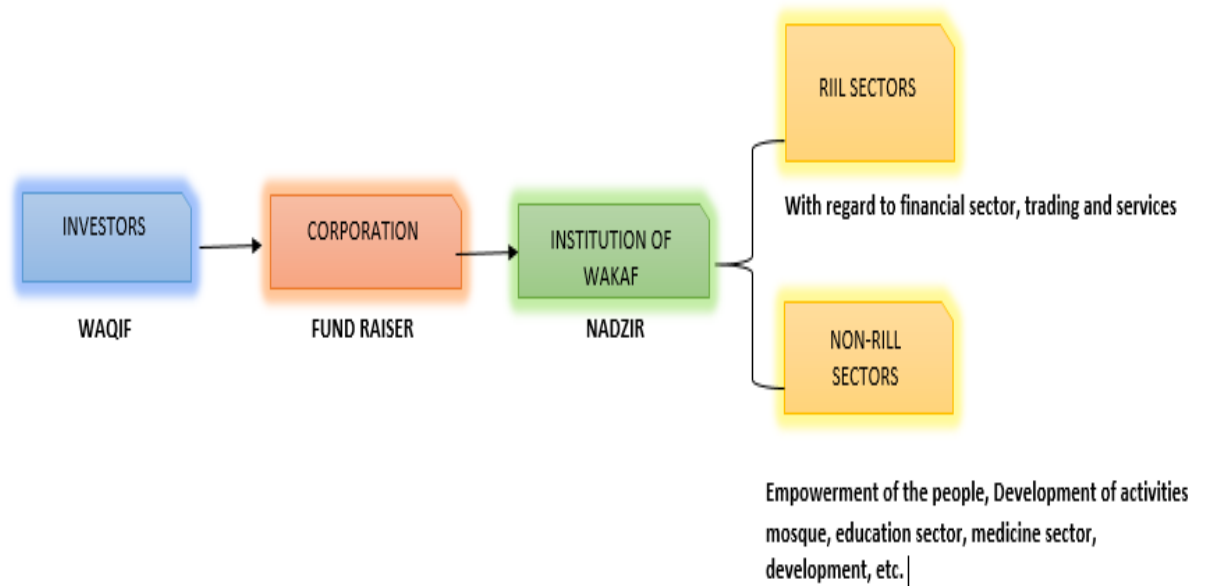 INVESTORS
WAQIF
CORPORATION
FUND RAISER
INSTITUTION OF
WAKAF
NADZIR
RIIL SECTORS
With regard to financial sector, trading and services
NON-RILL
SECTORS
Empowerment of the people, Development of activities
mosque, education sector, medicine sector,
development, etc.